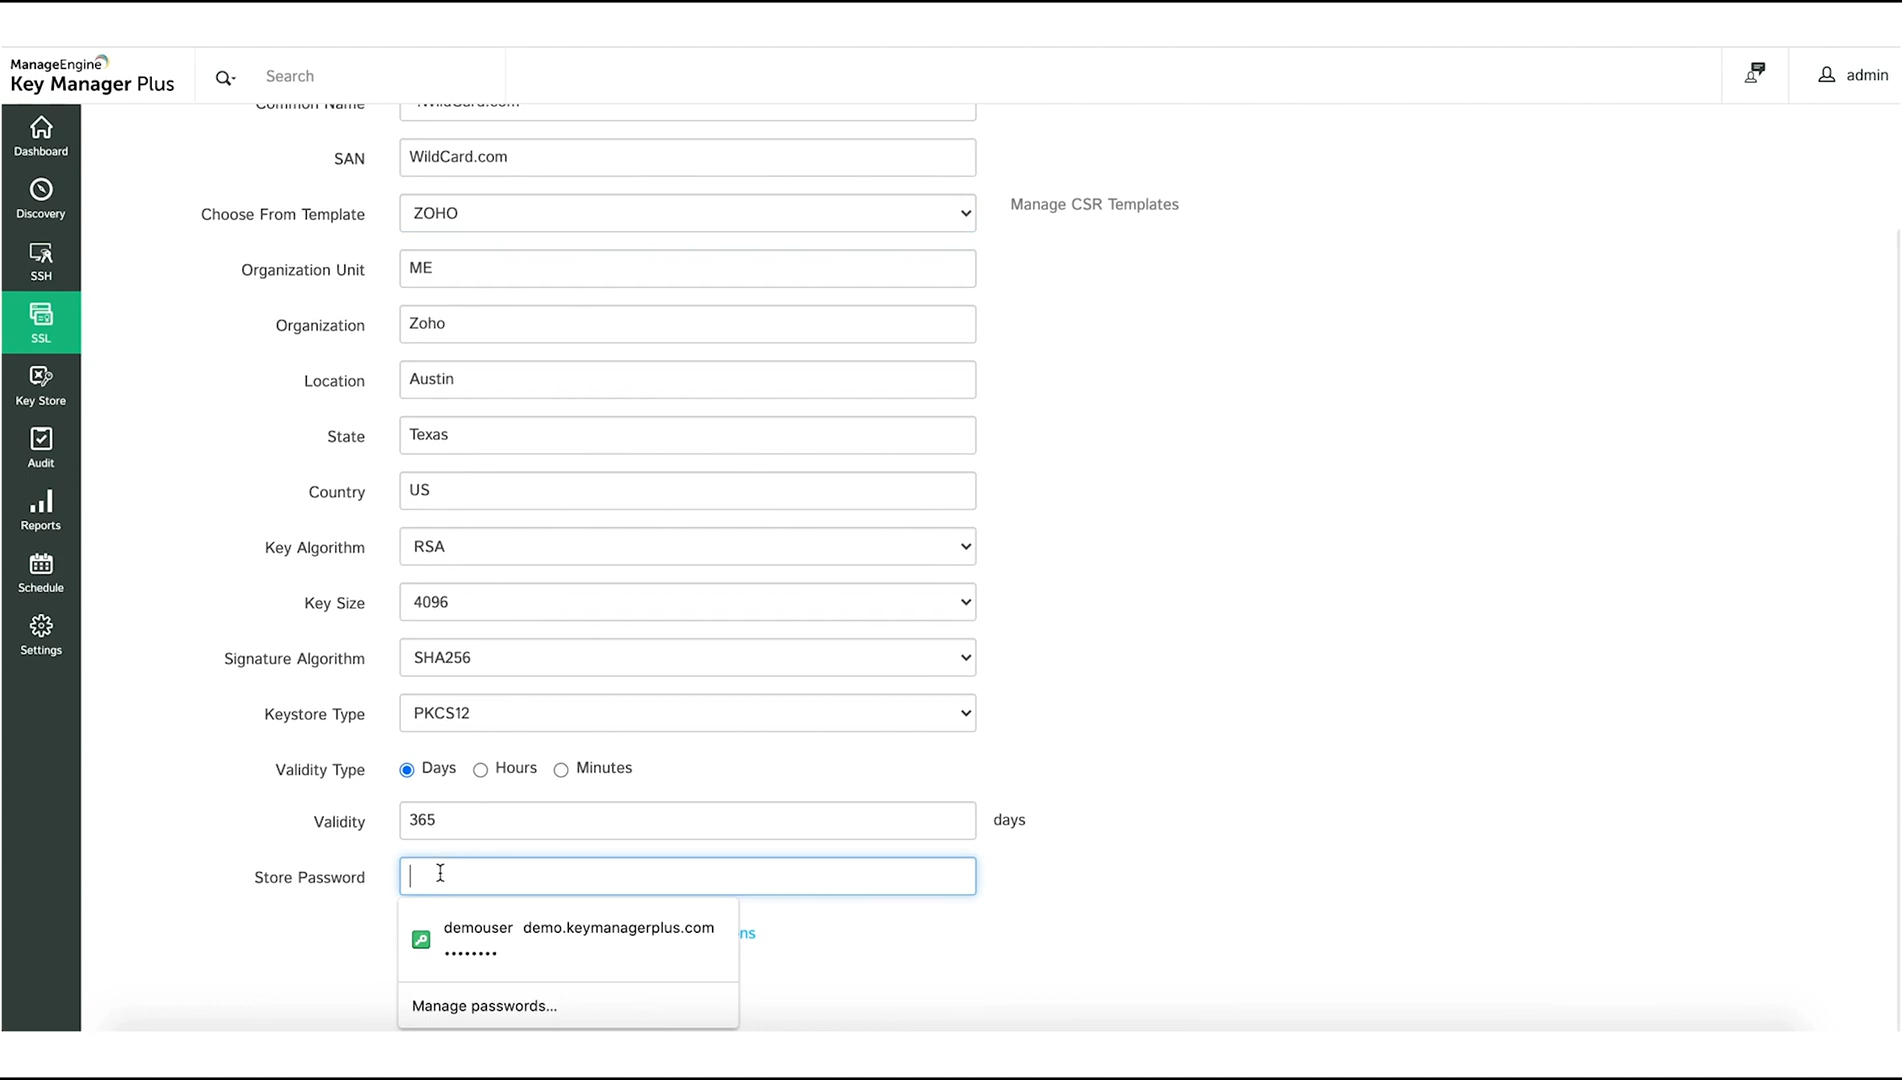 ManageEngine
Key Manager Plus
Search
admin
Dashboard
Discovery
SSH
SSL
Key Store
Audit
Reports
Schedule
Settings
Common Name
SAN WildCard.com
Choose From Template ZOHO Manage CSR Templates
Organization Unit ME
Organization Zoho
Location Austin
State Texas
Country US
Key Algorithm RSA
Key Size 4096
Signature Algorithm SHA256
Keystore Type PKCS12
Validity Type Days Hours Minutes
Validity 365 days
Store Password
demouser demo.keymanagerplus.com
••••••••
Manage passwords...